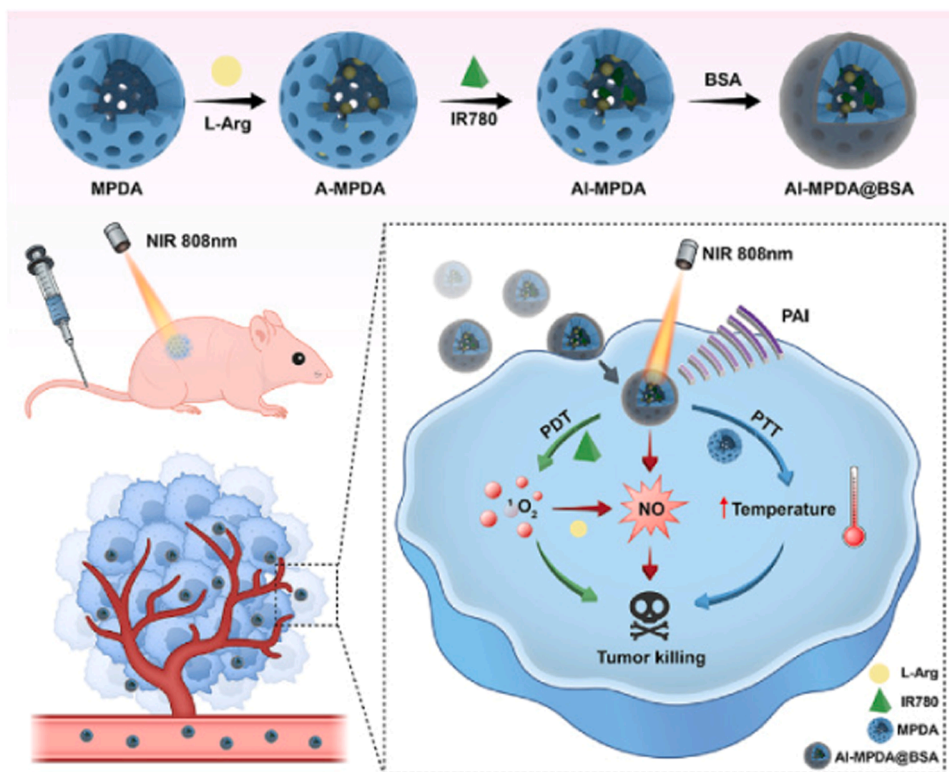 L-Arg
IR780
BSA
MPDA
A-MPDA
AI-MPDA
AI-MPDA@BSA
NIR 808nm
NIR 808nm
PAI
PDT
PTT
¹O₂
NO
Temperature
Tumor killing
L-Arg
IR780
MPDA
AI-MPDA@BSA